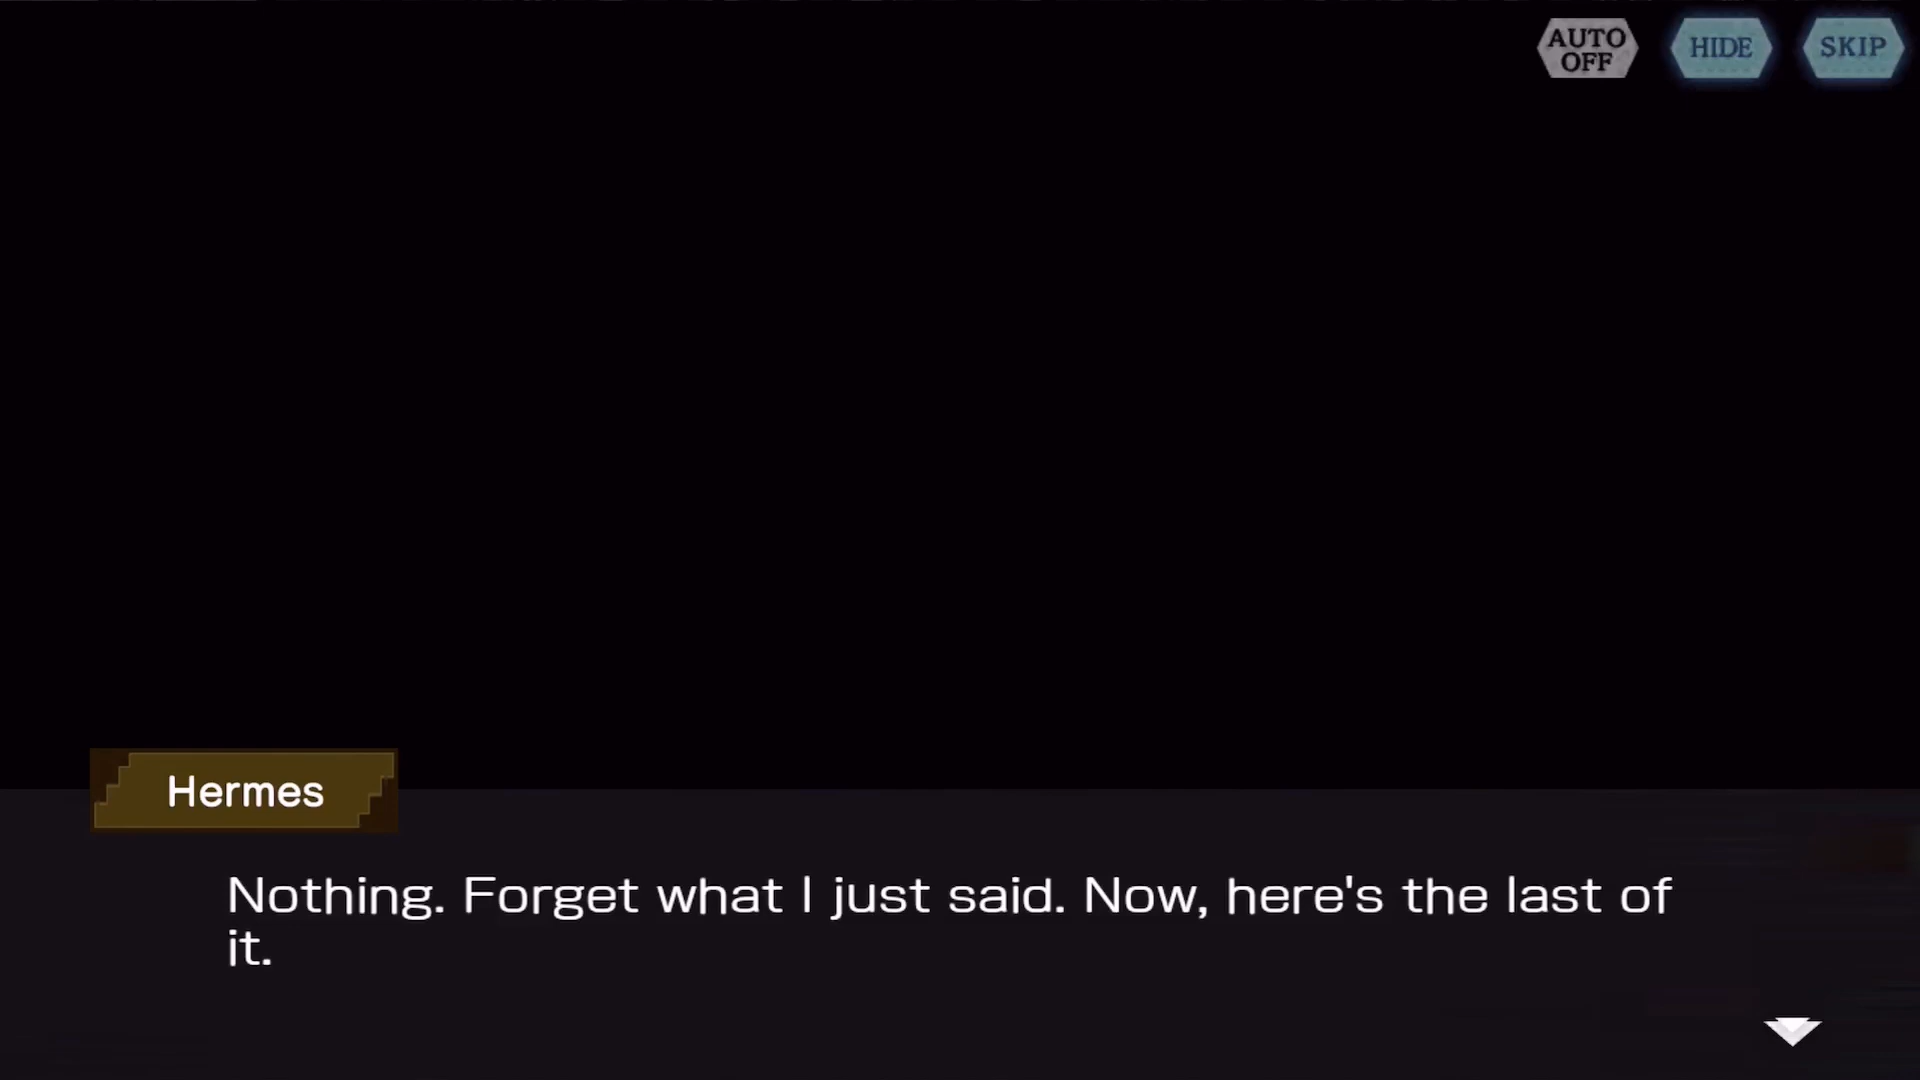 AUTO
OFF
HIDE
SKIP
Hermes
Nothing. Forget what I just said. Now, here's the last of
it.